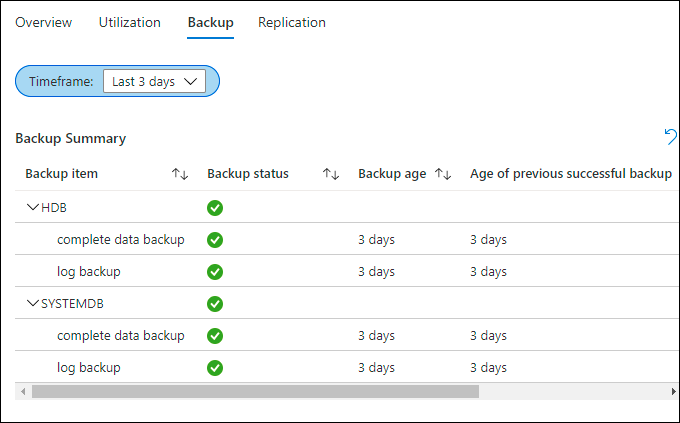 Overview Utilization Backup Replication
Timeframe: Last 3 days
Backup Summary
Backup item Backup status Backup age Age of previous successful backup
HDB
complete data backup 3 days 3 days
log backup 3 days 3 days
SYSTEMDB
complete data backup 3 days 3 days
log backup 3 days 3 days